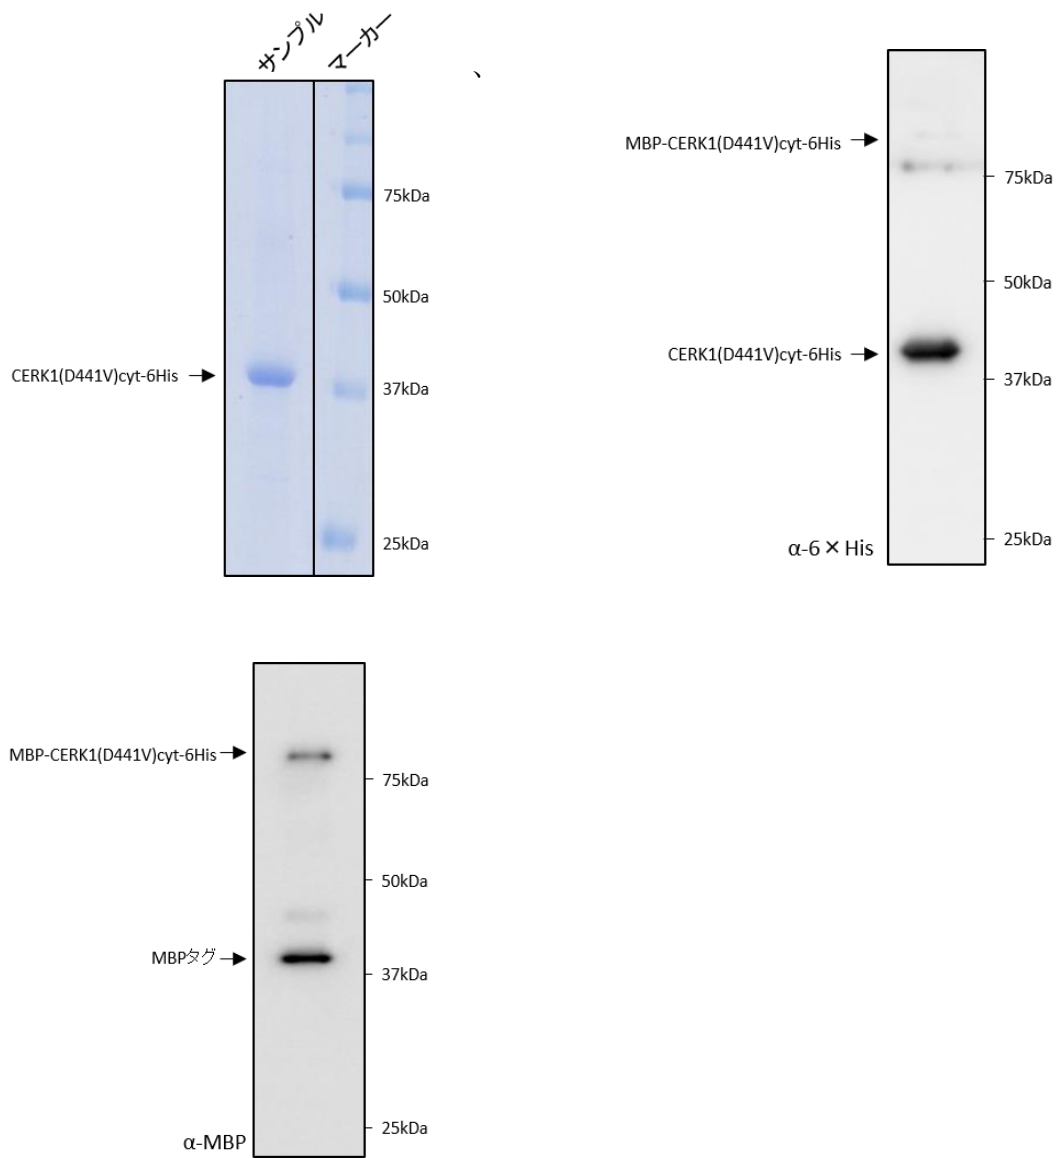 サンプル
マーカー
、
75kDa
50kDa
CERK1(D441V)cyt-6His
37kDa
25kDa
MBP-CERK1(D441V)cyt-6His
75kDa
50kDa
CERK1(D441V)cyt-6His
37kDa
25kDa
α-6×His
MBP-CERK1(D441V)cyt-6His
75kDa
50kDa
MBPタグ
37kDa
25kDa
α-MBP